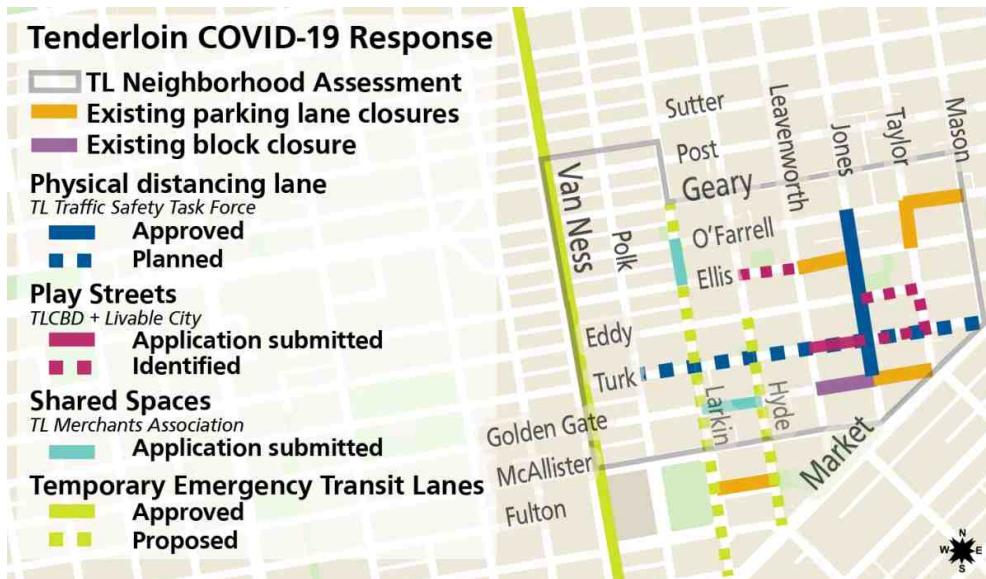 Tenderloin COVID-19 Response
TL Neighborhood Assessment
Existing parking lane closures
Existing block closure
Physical distancing lane
TL Traffic Safety Task Force
Approved
Planned
Play Streets
TLCBD + Livable City
Application submitted
Identified
Shared Spaces
TL Merchants Association
Application submitted
Temporary Emergency Transit Lanes
Approved
Proposed
Sutter
Post
Geary
O'Farrell
Ellis
Eddy
Turk
Golden Gate
McAllister
Fulton
Van Ness
Polk
Larkin
Hyde
Leavenworth
Jones
Taylor
Mason
Market
N
W E
S